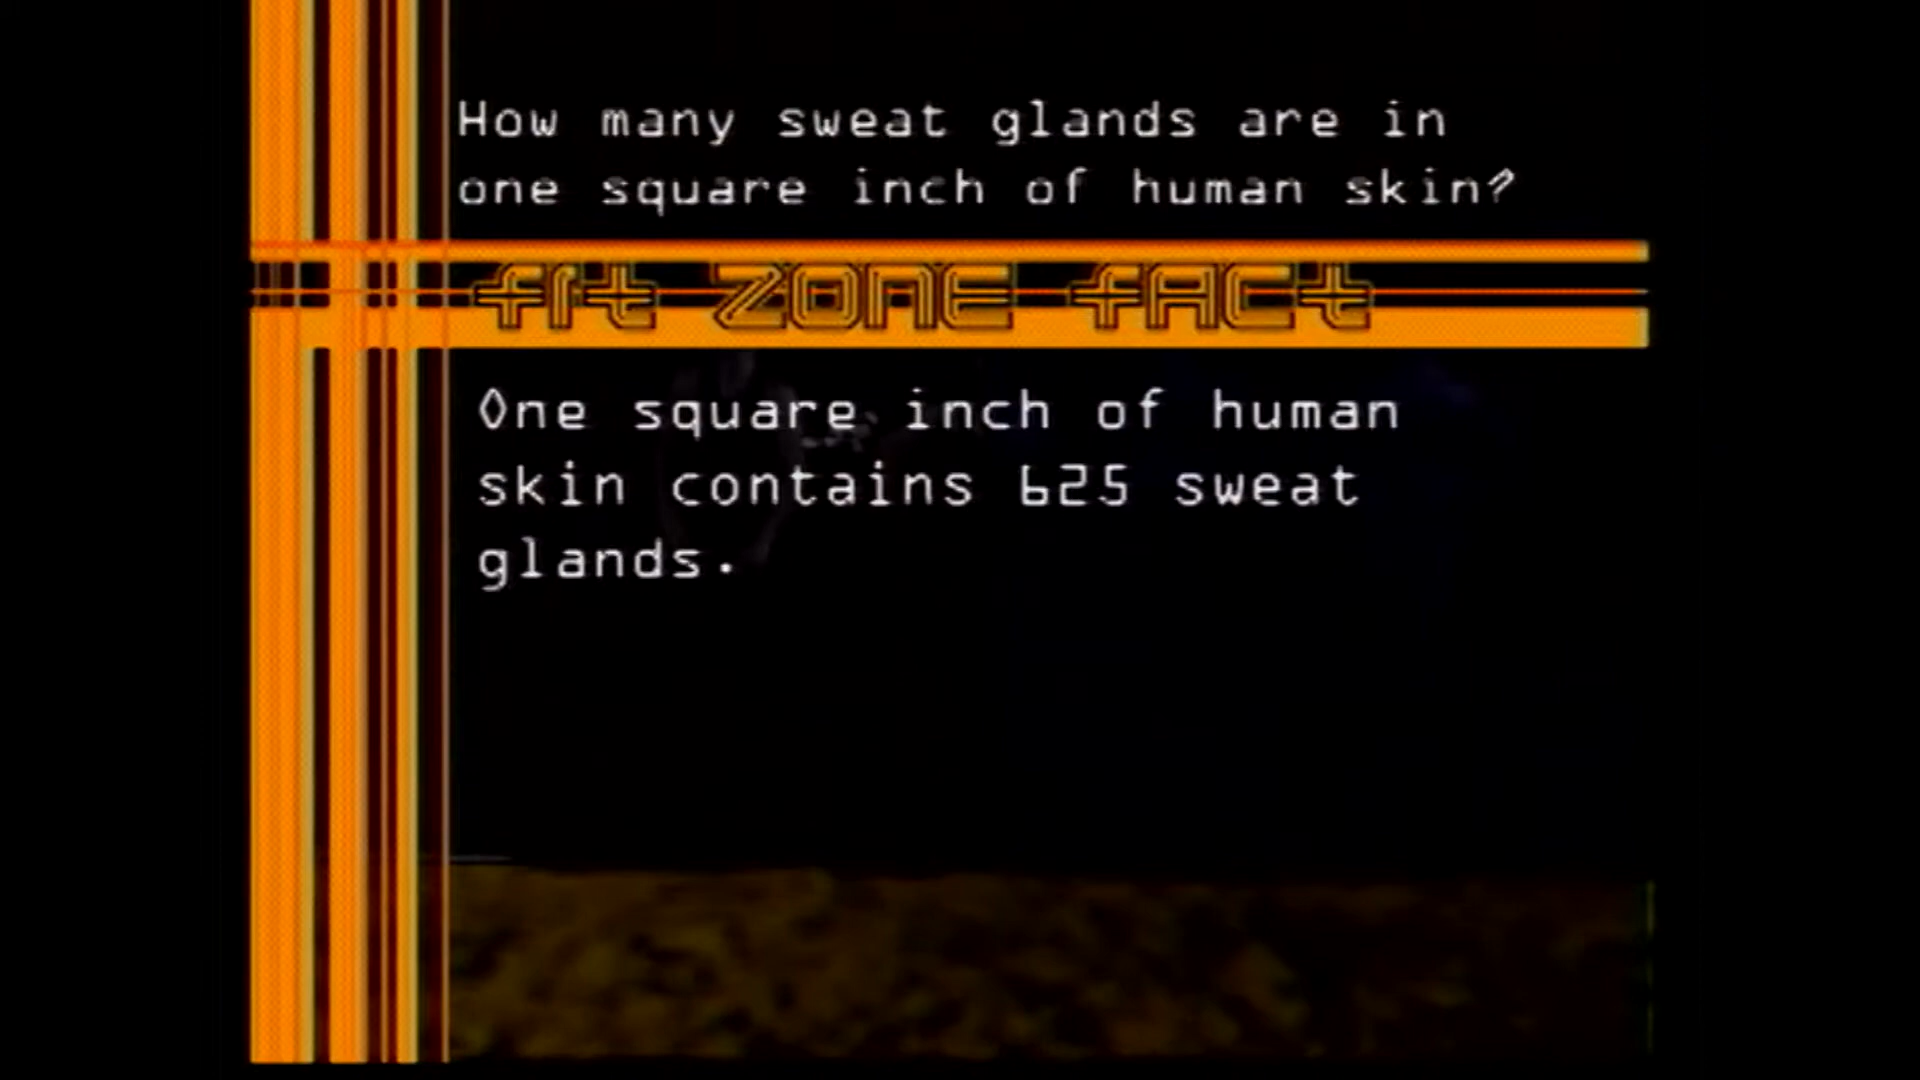 How many sweat glands are in
one square inch of human skin?
fit ZONE fACt
One square inch of human
skin contains 625 sweat
glands.